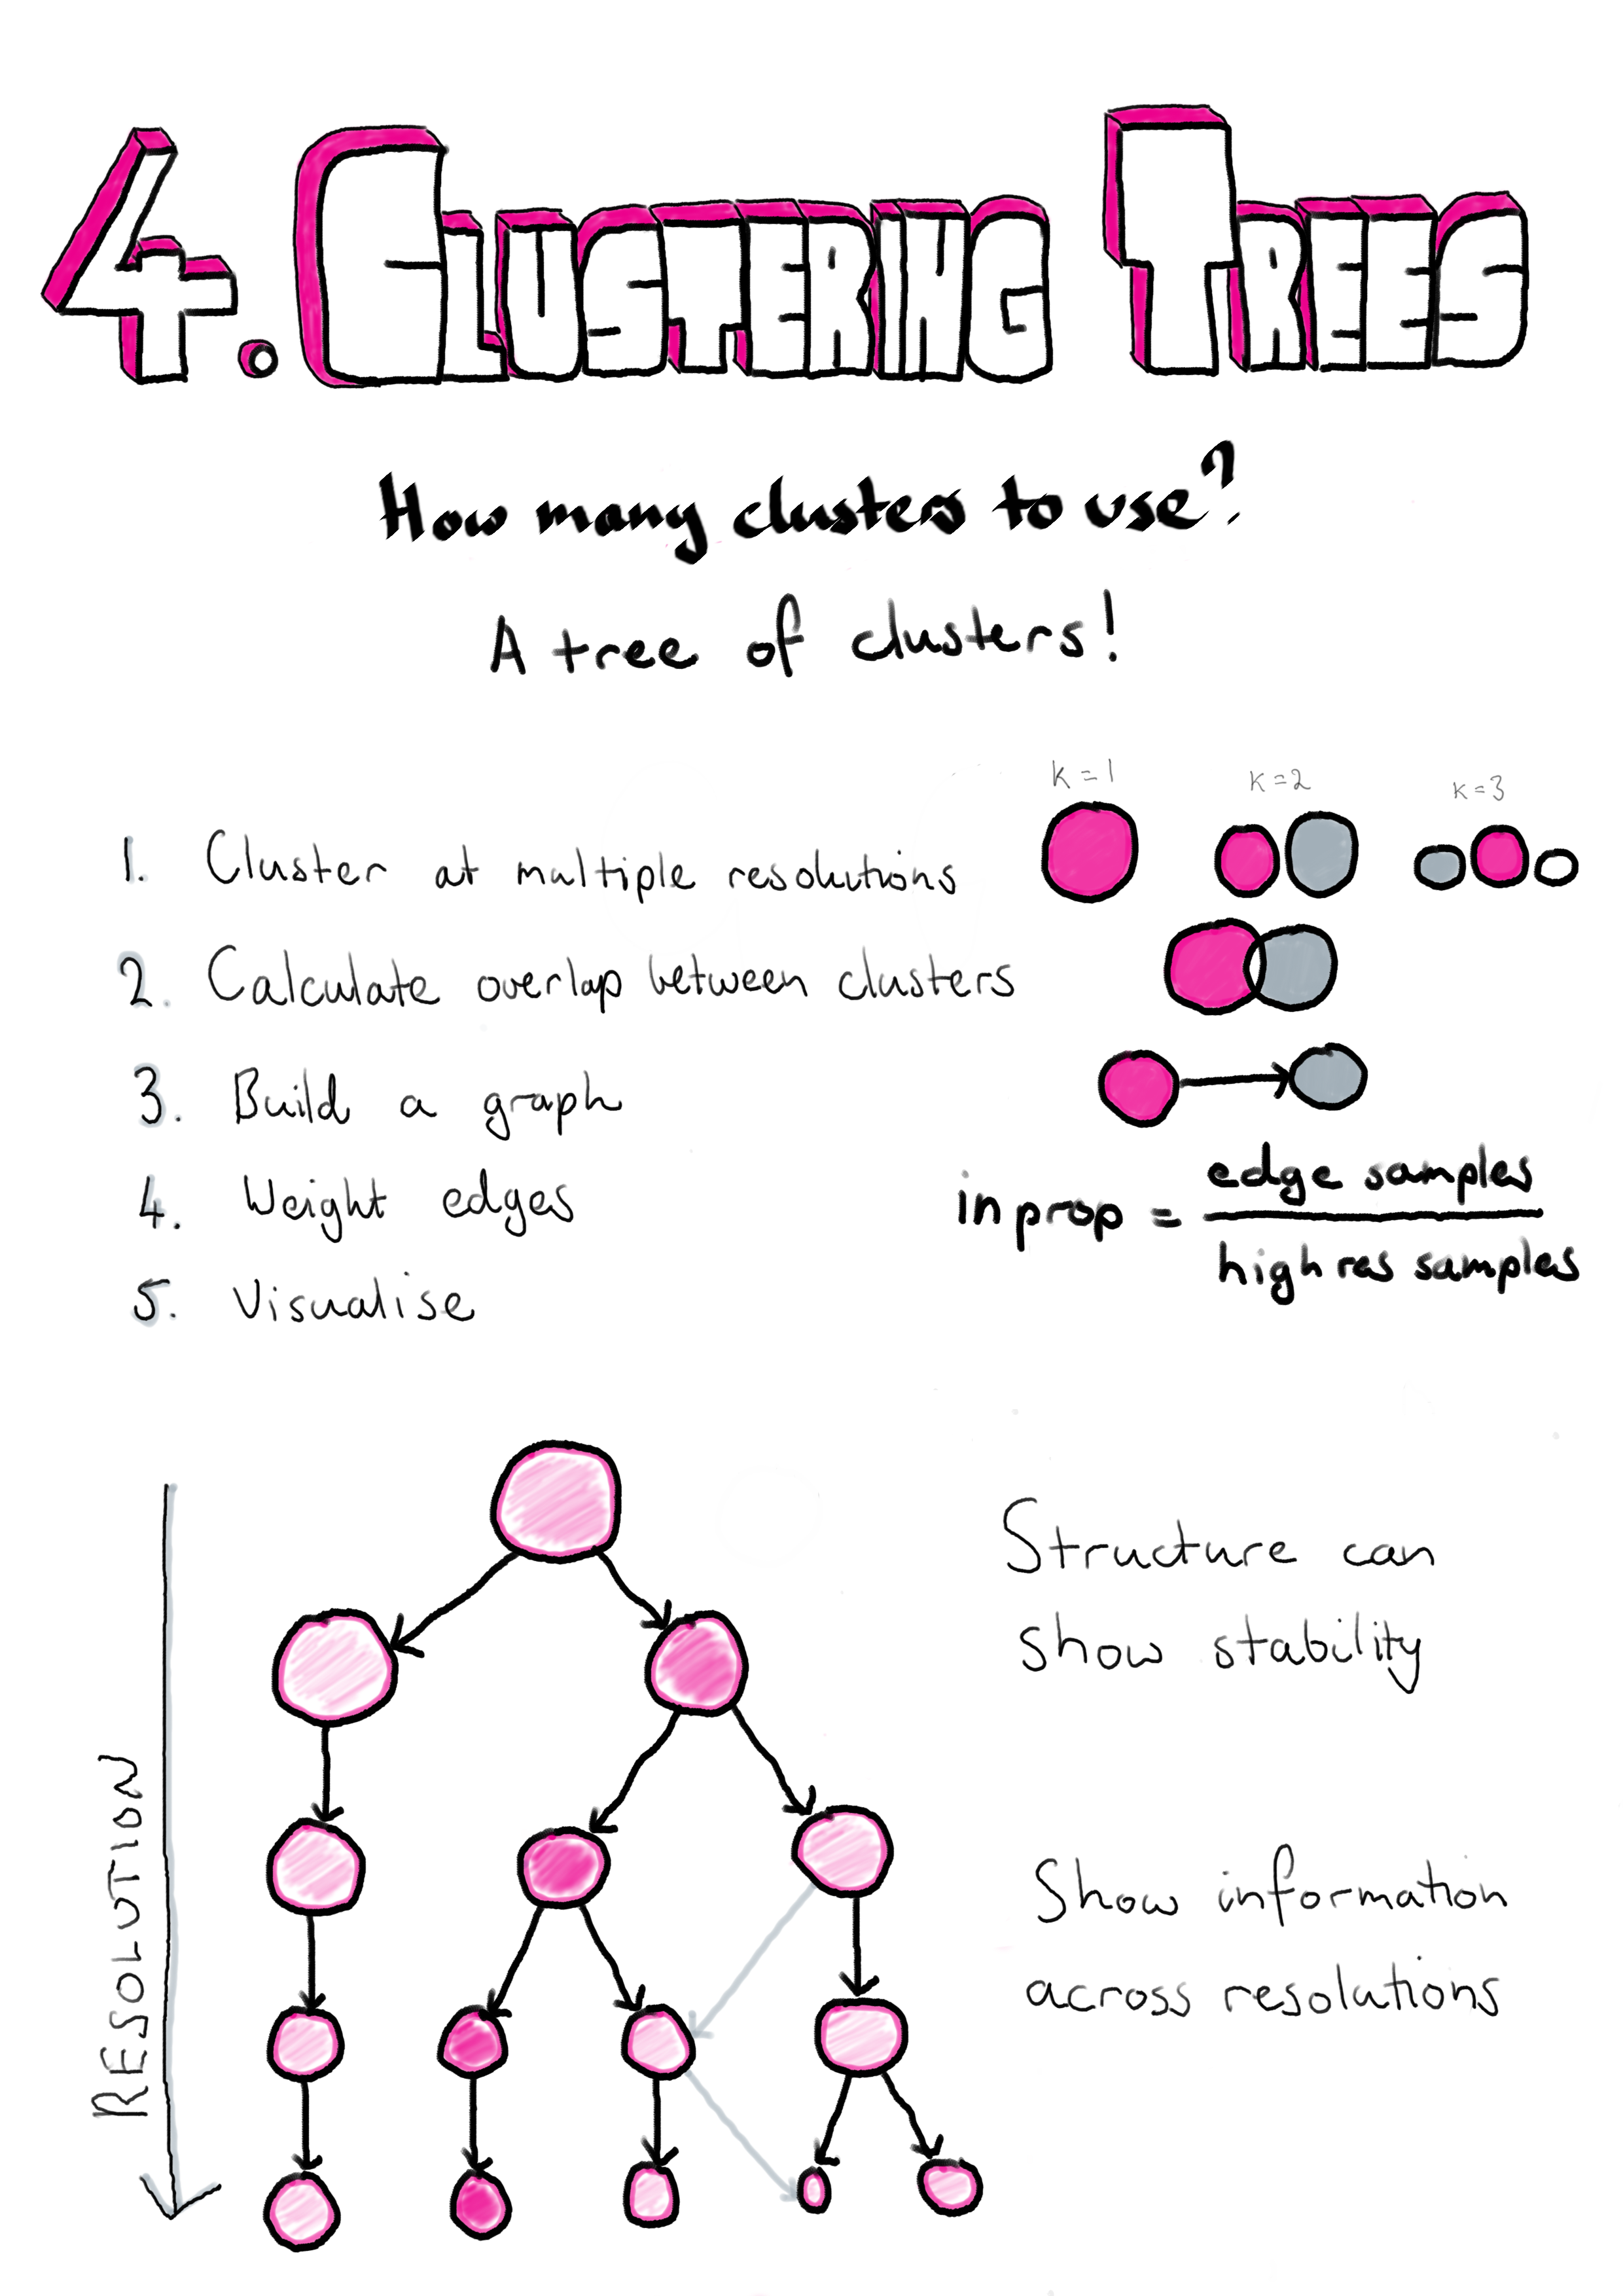 4. CLUSTERING TREES
How many clusters to use?
A tree of clusters!
K = 1
K = 2
K = 3
1. Cluster at multiple resolutions
2. Calculate overlap between clusters
3. Build a graph
4. Weight edges
in prop = edge samples
high res samples
5. Visualise
RESOLUTION
Structure can
show stability
Show information
across resolutions